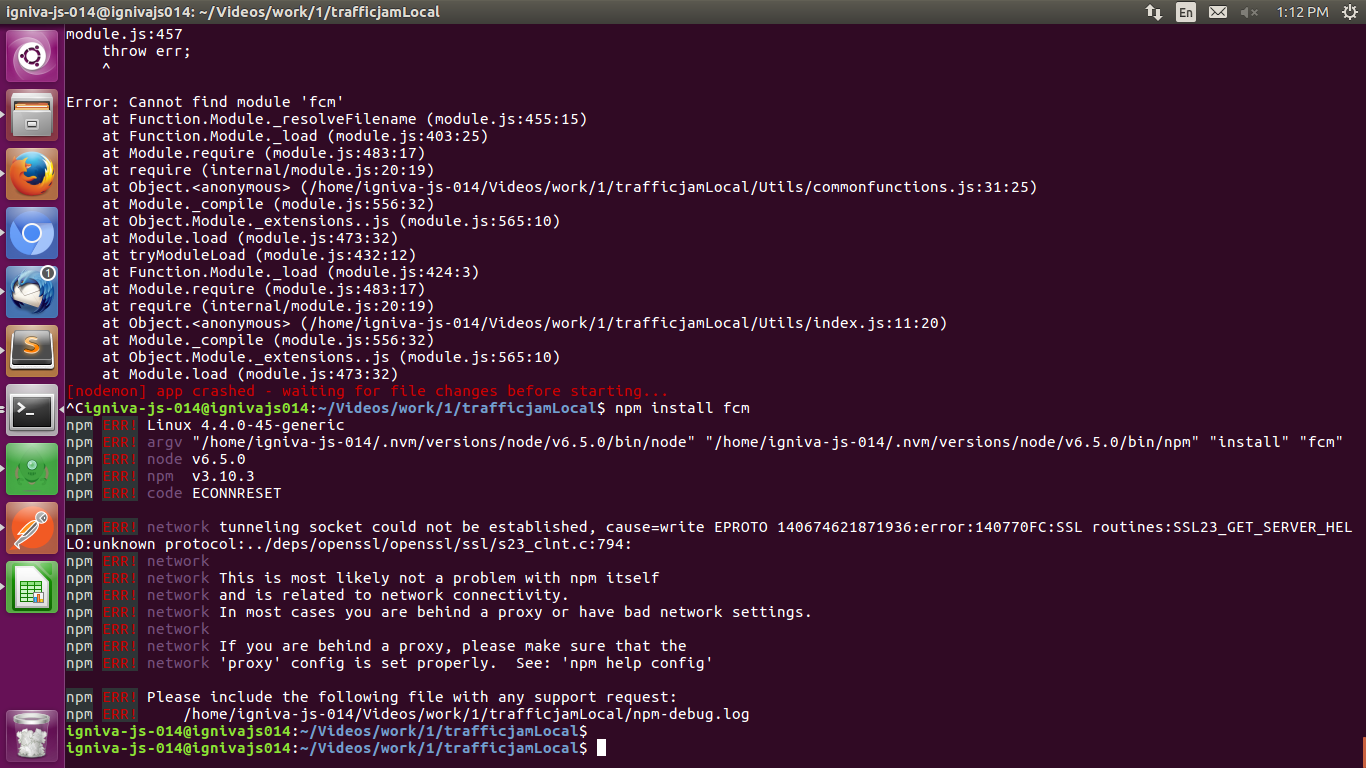 igniva-js-014@ignivajs014: ~/Videos/work/1/trafficjamLocal
En
1:12 PM
module.js:457
    throw err;
    ^
Error: Cannot find module 'fcm'
    at Function.Module._resolveFilename (module.js:455:15)
    at Function.Module._load (module.js:403:25)
    at Module.require (module.js:483:17)
    at require (internal/module.js:20:19)
    at Object.<anonymous> (/home/igniva-js-014/Videos/work/1/trafficjamLocal/Utils/commonfunctions.js:31:25)
    at Module._compile (module.js:556:32)
    at Object.Module._extensions..js (module.js:565:10)
    at Module.load (module.js:473:32)
    at tryModuleLoad (module.js:432:12)
    at Function.Module._load (module.js:424:3)
    at Module.require (module.js:483:17)
    at require (internal/module.js:20:19)
    at Object.<anonymous> (/home/igniva-js-014/Videos/work/1/trafficjamLocal/Utils/index.js:11:20)
    at Module._compile (module.js:556:32)
    at Object.Module._extensions..js (module.js:565:10)
    at Module.load (module.js:473:32)
[nodemon] app crashed - waiting for file changes before starting...
^Cigniva-js-014@ignivajs014:~/Videos/work/1/trafficjamLocal$ npm install fcm
npm ERR! Linux 4.4.0-45-generic
npm ERR! argv "/home/igniva-js-014/.nvm/versions/node/v6.5.0/bin/node" "/home/igniva-js-014/.nvm/versions/node/v6.5.0/bin/npm" "install" "fcm"
npm ERR! node v6.5.0
npm ERR! npm  v3.10.3
npm ERR! code ECONNRESET
npm ERR! network tunneling socket could not be established, cause=write EPROTO 140674621871936:error:140770FC:SSL routines:SSL23_GET_SERVER_HEL
LO:unknown protocol:../deps/openssl/openssl/ssl/s23_clnt.c:794:
npm ERR! network
npm ERR! network This is most likely not a problem with npm itself
npm ERR! network and is related to network connectivity.
npm ERR! network In most cases you are behind a proxy or have bad network settings.
npm ERR! network
npm ERR! network If you are behind a proxy, please make sure that the
npm ERR! network 'proxy' config is set properly.  See: 'npm help config'
npm ERR! Please include the following file with any support request:
npm ERR!     /home/igniva-js-014/Videos/work/1/trafficjamLocal/npm-debug.log
igniva-js-014@ignivajs014:~/Videos/work/1/trafficjamLocal$
igniva-js-014@ignivajs014:~/Videos/work/1/trafficjamLocal$
1
S
>_